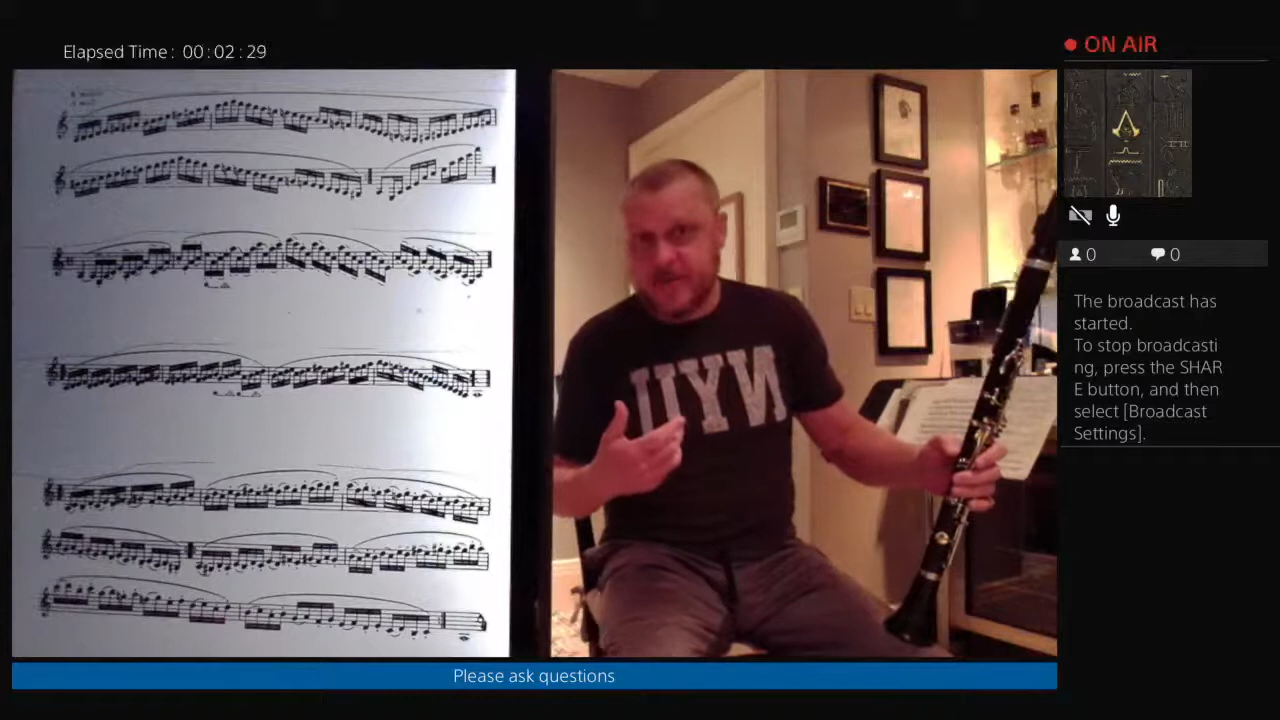 Elapsed Time: 00:02:29
ON AIR
NYU
0
0
The broadcast has
started.
To stop broadcasti
ng, press the SHAR
E button, and then
select [Broadcast
Settings].
Please ask questions